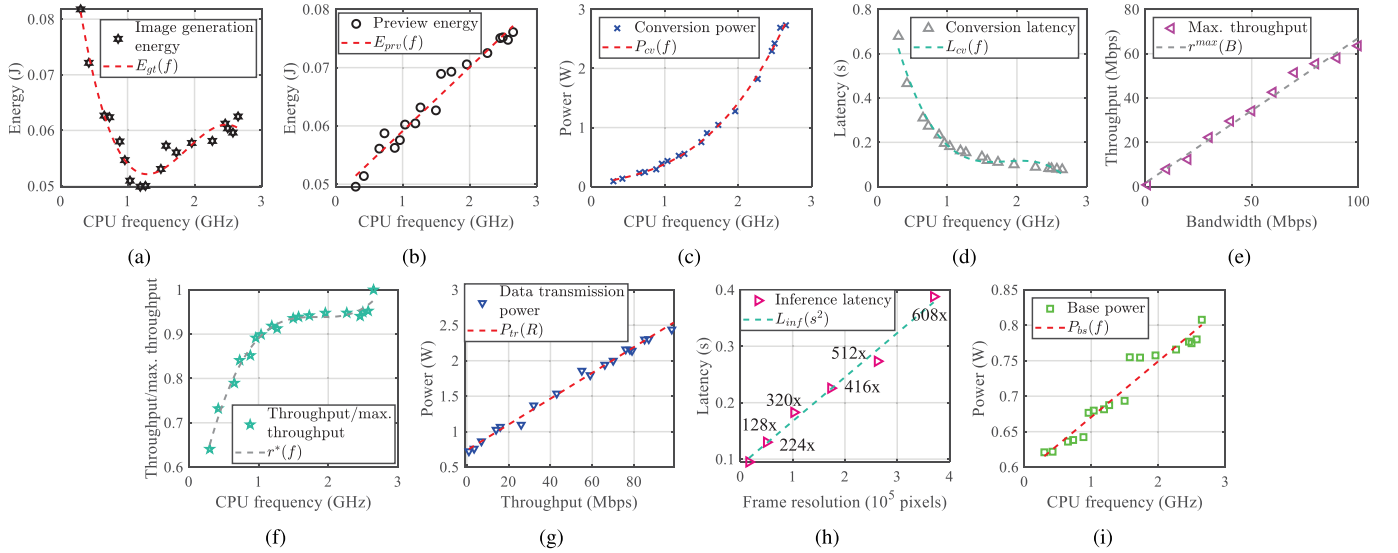 Energy (J)
0.08
0.07
0.06
0.05
Image generation
energy
E_gt(f)
0 1 2 3
CPU frequency (GHz)
(a)
Energy (J)
0.08
0.07
0.06
0.05
Preview energy
E_prv(f)
0 1 2 3
CPU frequency (GHz)
(b)
Power (W)
3
2
1
0
Conversion power
P_cv(f)
0 1 2 3
CPU frequency (GHz)
(c)
Latency (s)
0.8
0.6
0.4
0.2
0
Conversion latency
L_cv(f)
0 1 2 3
CPU frequency (GHz)
(d)
Throughput (Mbps)
80
60
40
20
0
Max. throughput
r^max(B)
0 50 100
Bandwidth (Mbps)
(e)
Throughput/max. throughput
1
0.9
0.8
0.7
0.6
Throughput/max.
throughput
r*(f)
0 1 2 3
CPU frequency (GHz)
(f)
Power (W)
3
2.5
2
1.5
1
0.5
Data transmission
power
P_tr(R)
0 20 40 60 80
Throughput (Mbps)
(g)
Latency (s)
0.4
0.3
0.2
0.1
Inference latency
L_inf(s²)
608x
512x
416x
320x
128x
224x
0 1 2 3 4
Frame resolution (10⁵ pixels)
(h)
Power (W)
0.85
0.8
0.75
0.7
0.65
0.6
Base power
P_bs(f)
0 1 2 3
CPU frequency (GHz)
(i)